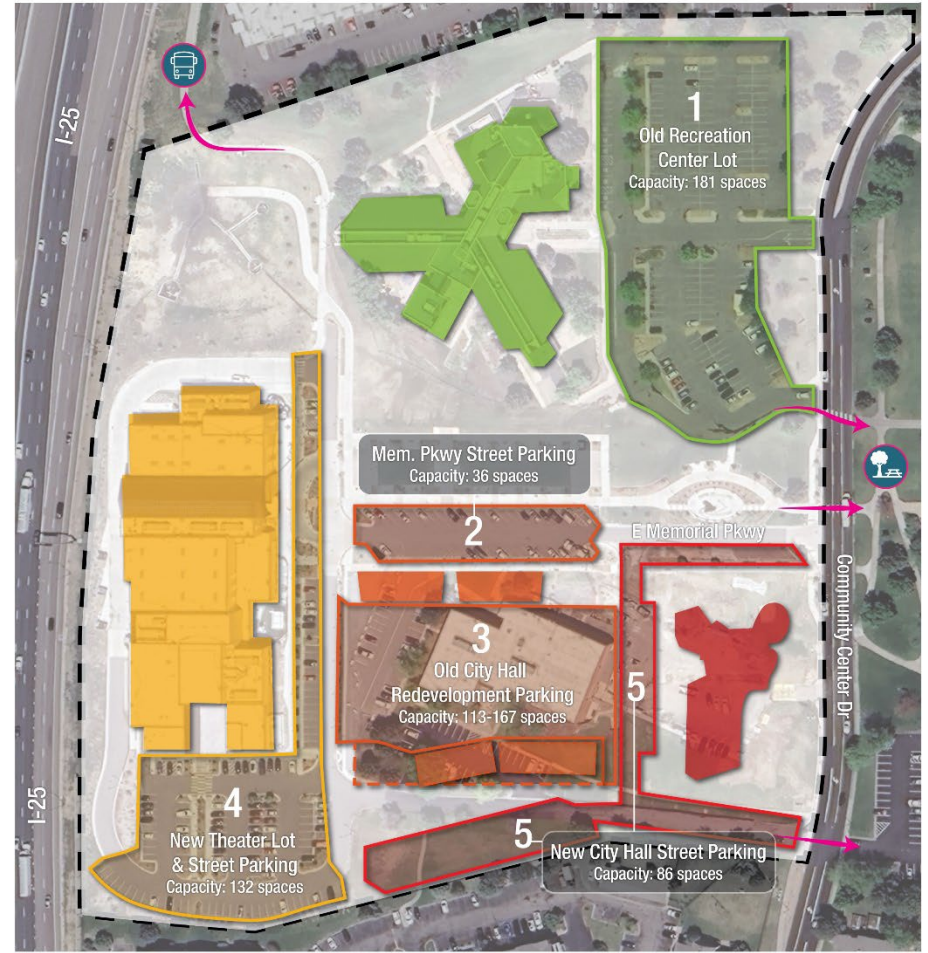 I-25
1
Old Recreation
Center Lot
Capacity: 181 spaces
Mem. Pkwy Street Parking
Capacity: 36 spaces
2
E Memorial Pkwy
3
Old City Hall
Redevelopment Parking
Capacity: 113-167 spaces
5
Community Center Dr
I-25
4
New Theater Lot
& Street Parking
Capacity: 132 spaces
5
New City Hall Street Parking
Capacity: 86 spaces